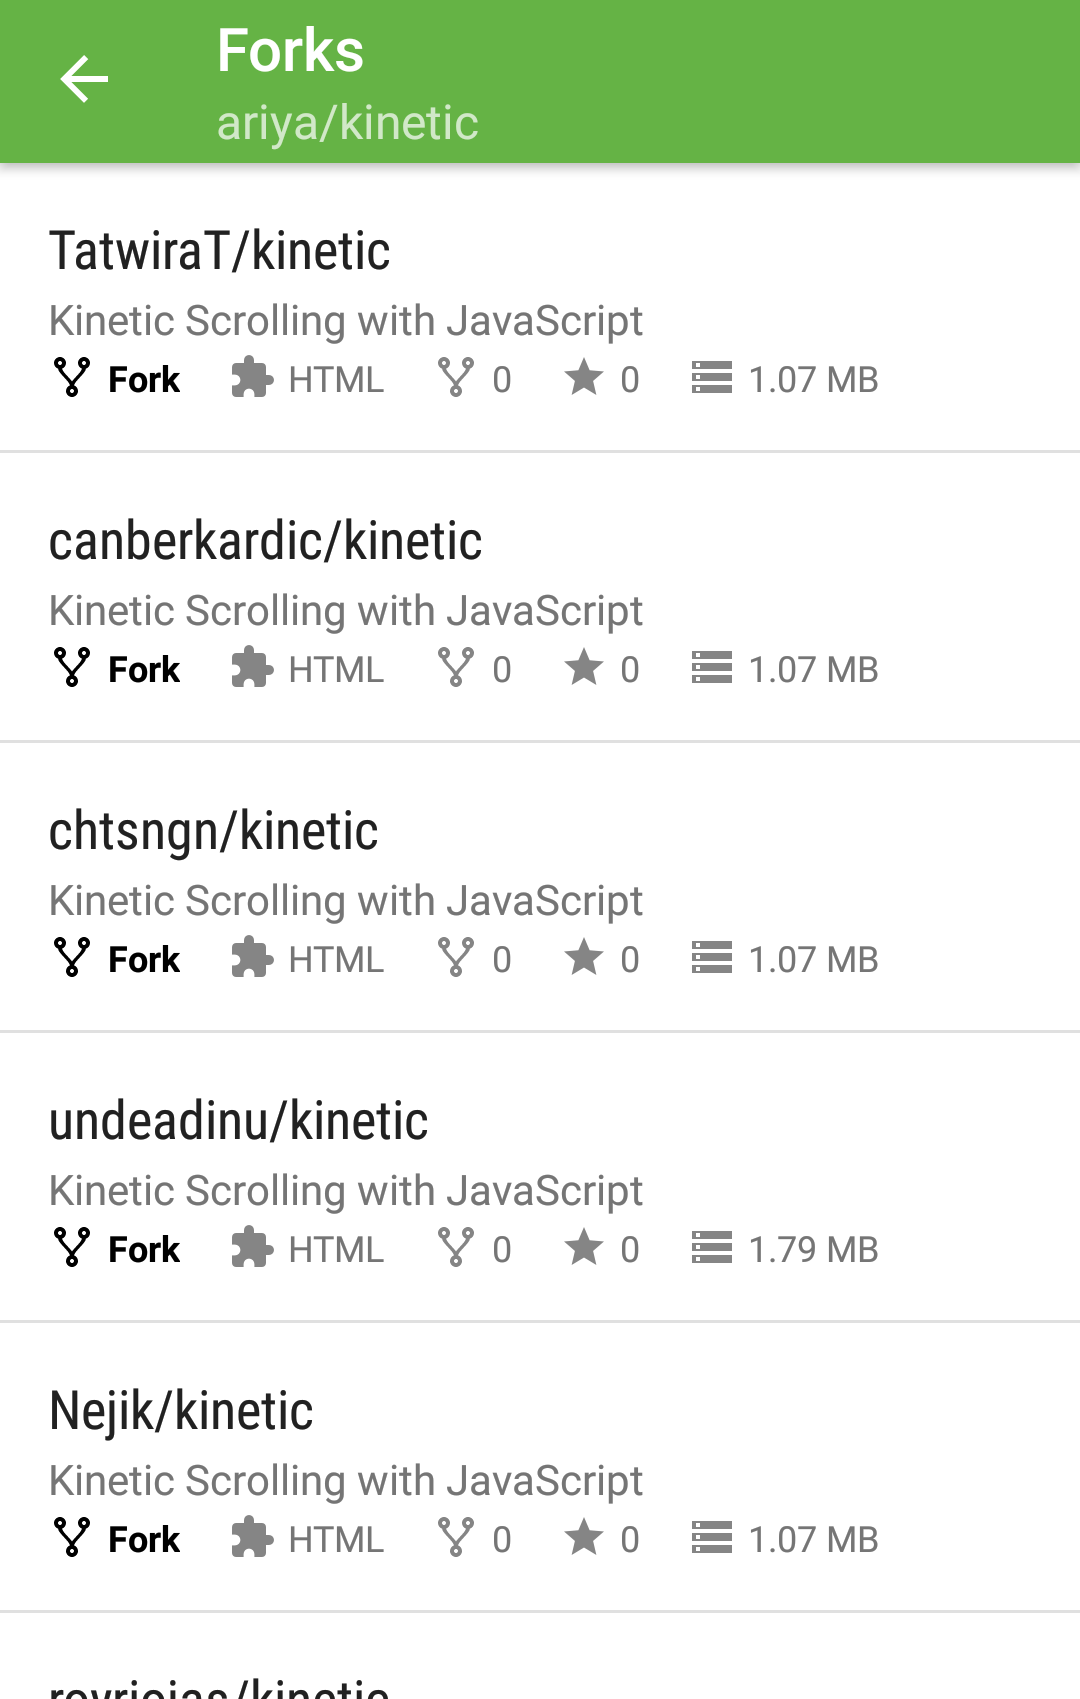 Forks
ariya/kinetic
TatwiraT/kinetic
Kinetic Scrolling with JavaScript
Fork HTML 0 0 1.07 MB
canberkardic/kinetic
Kinetic Scrolling with JavaScript
Fork HTML 0 0 1.07 MB
chtsngn/kinetic
Kinetic Scrolling with JavaScript
Fork HTML 0 0 1.07 MB
undeadinu/kinetic
Kinetic Scrolling with JavaScript
Fork HTML 0 0 1.79 MB
Nejik/kinetic
Kinetic Scrolling with JavaScript
Fork HTML 0 0 1.07 MB